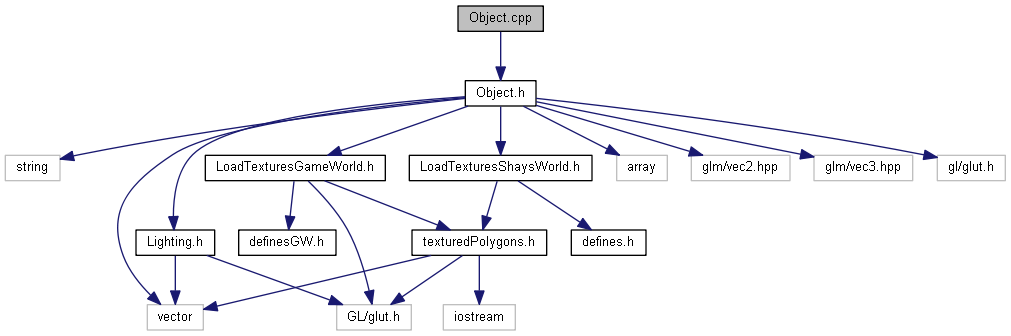 Object.cpp
Object.h
string
LoadTexturesGameWorld.h
LoadTexturesShaysWorld.h
array
glm/vec2.hpp
glm/vec3.hpp
gl/glut.h
Lighting.h
definesGW.h
texturedPolygons.h
defines.h
vector
GL/glut.h
iostream